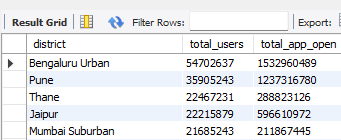 Result Grid Filter Rows: Export:
district total_users total_app_open
Bengaluru Urban 54702637 1532960489
Pune 35905243 1237316780
Thane 22467231 288823126
Jaipur 22215879 596610972
Mumbai Suburban 21685243 211867445